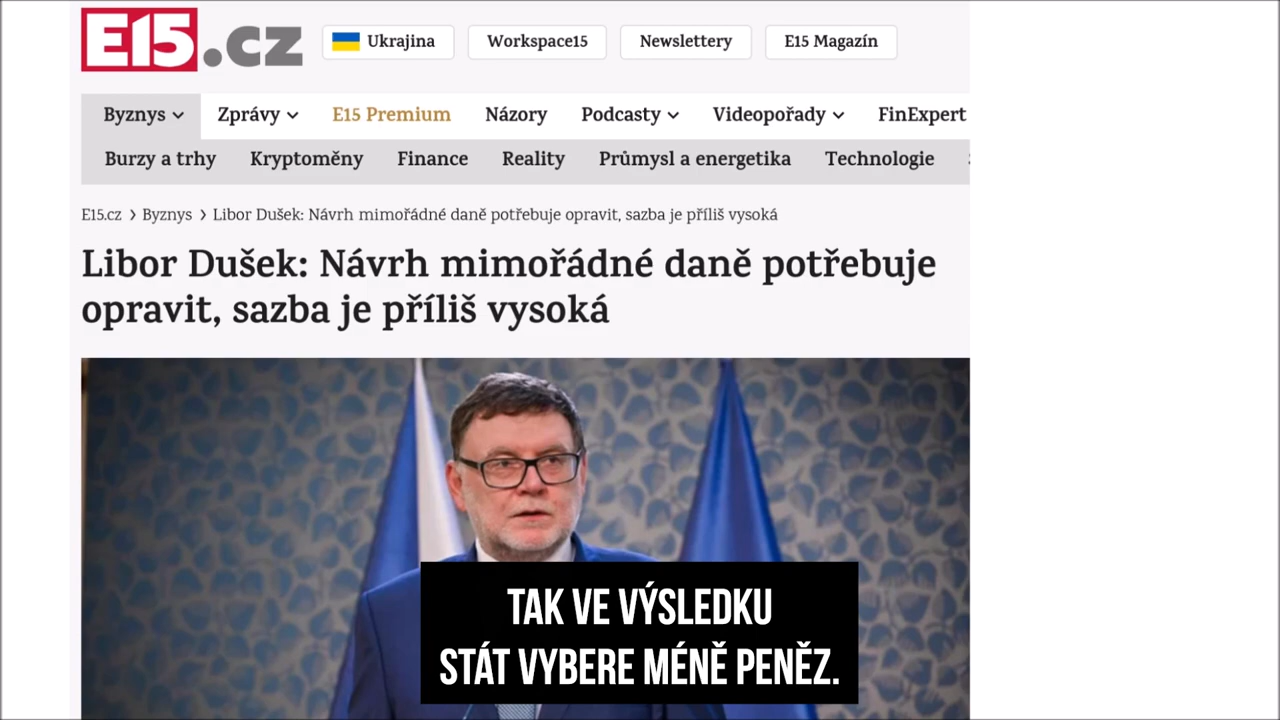 E15.cz
Ukrajina
Workspace15
Newslettery
E15 Magazín
Byznys
Zprávy
E15 Premium
Názory
Podcasty
Videopořady
FinExpert
Burzy a trhy
Kryptoměny
Finance
Reality
Průmysl a energetika
Technologie
E15.cz > Byznys > Libor Dušek: Návrh mimořádné daně potřebuje opravit, sazba je příliš vysoká
Libor Dušek: Návrh mimořádné daně potřebuje
opravit, sazba je příliš vysoká
TAK VE VÝSLEDKU
STÁT VYBERE MÉNĚ PENĚZ.